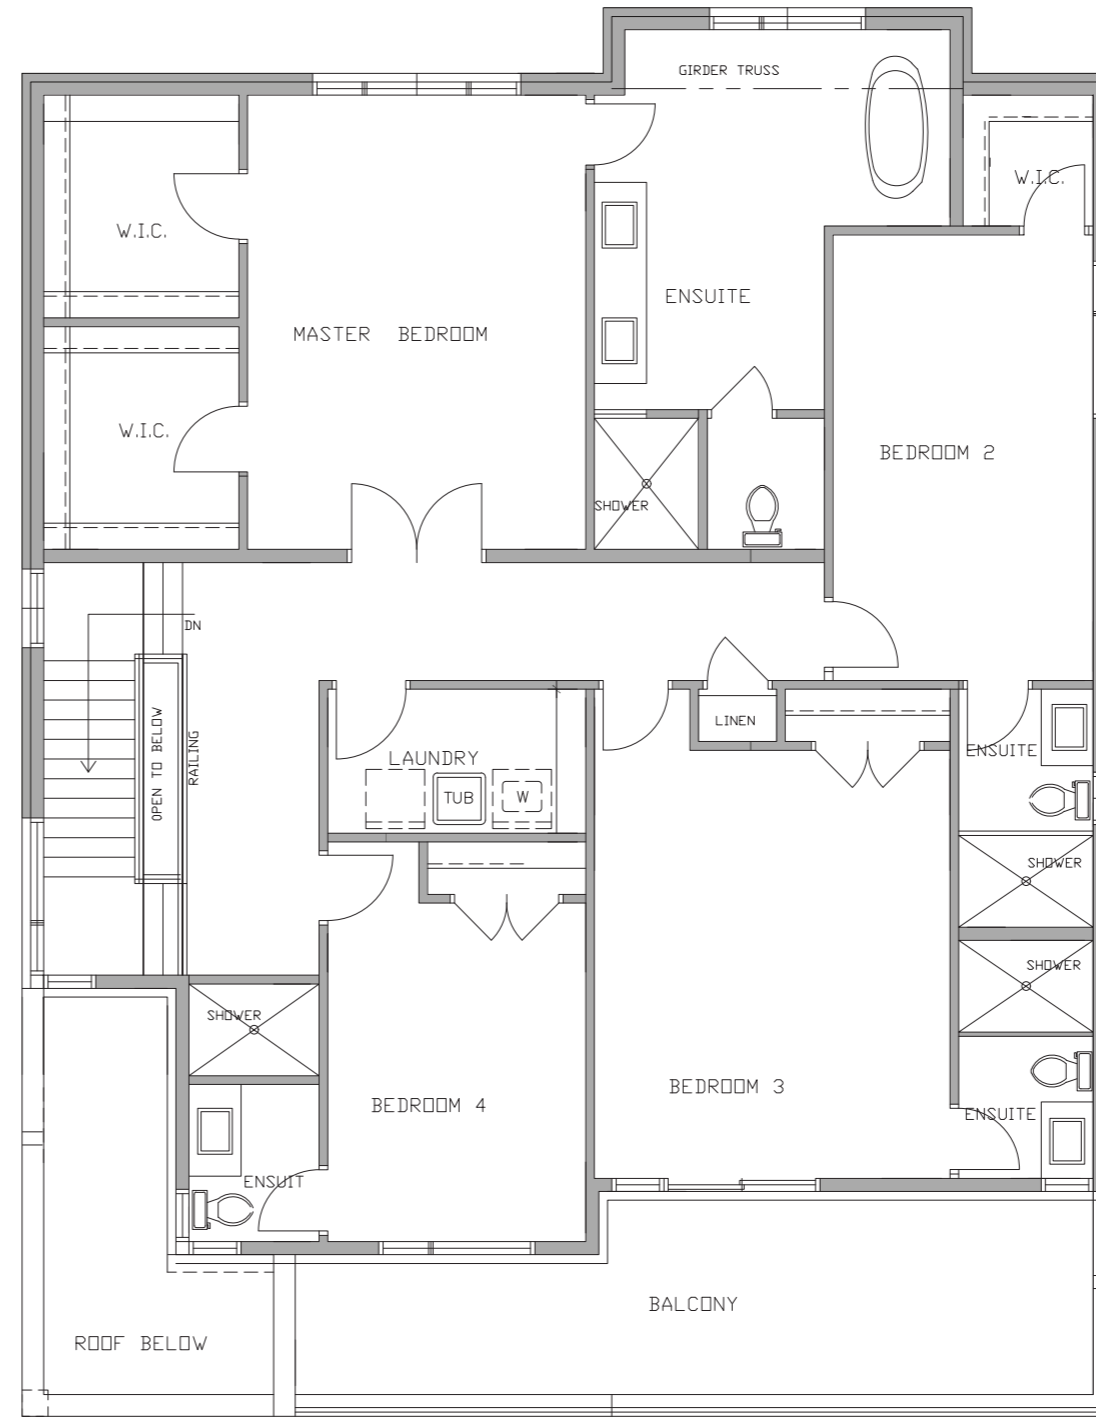 GIRDER TRUSS
W.I.C.
W.I.C.
ENSUITE
MASTER BEDROOM
W.I.C.
BEDROOM 2
SHOWER
DN
OPEN TO BELOW
RAILING
LINEN
LAUNDRY
TUB
W
ENSUITE
SHOWER
SHOWER
SHOWER
BEDROOM 3
BEDROOM 4
ENSUITE
ENSUIT
BALCONY
ROOF BELOW